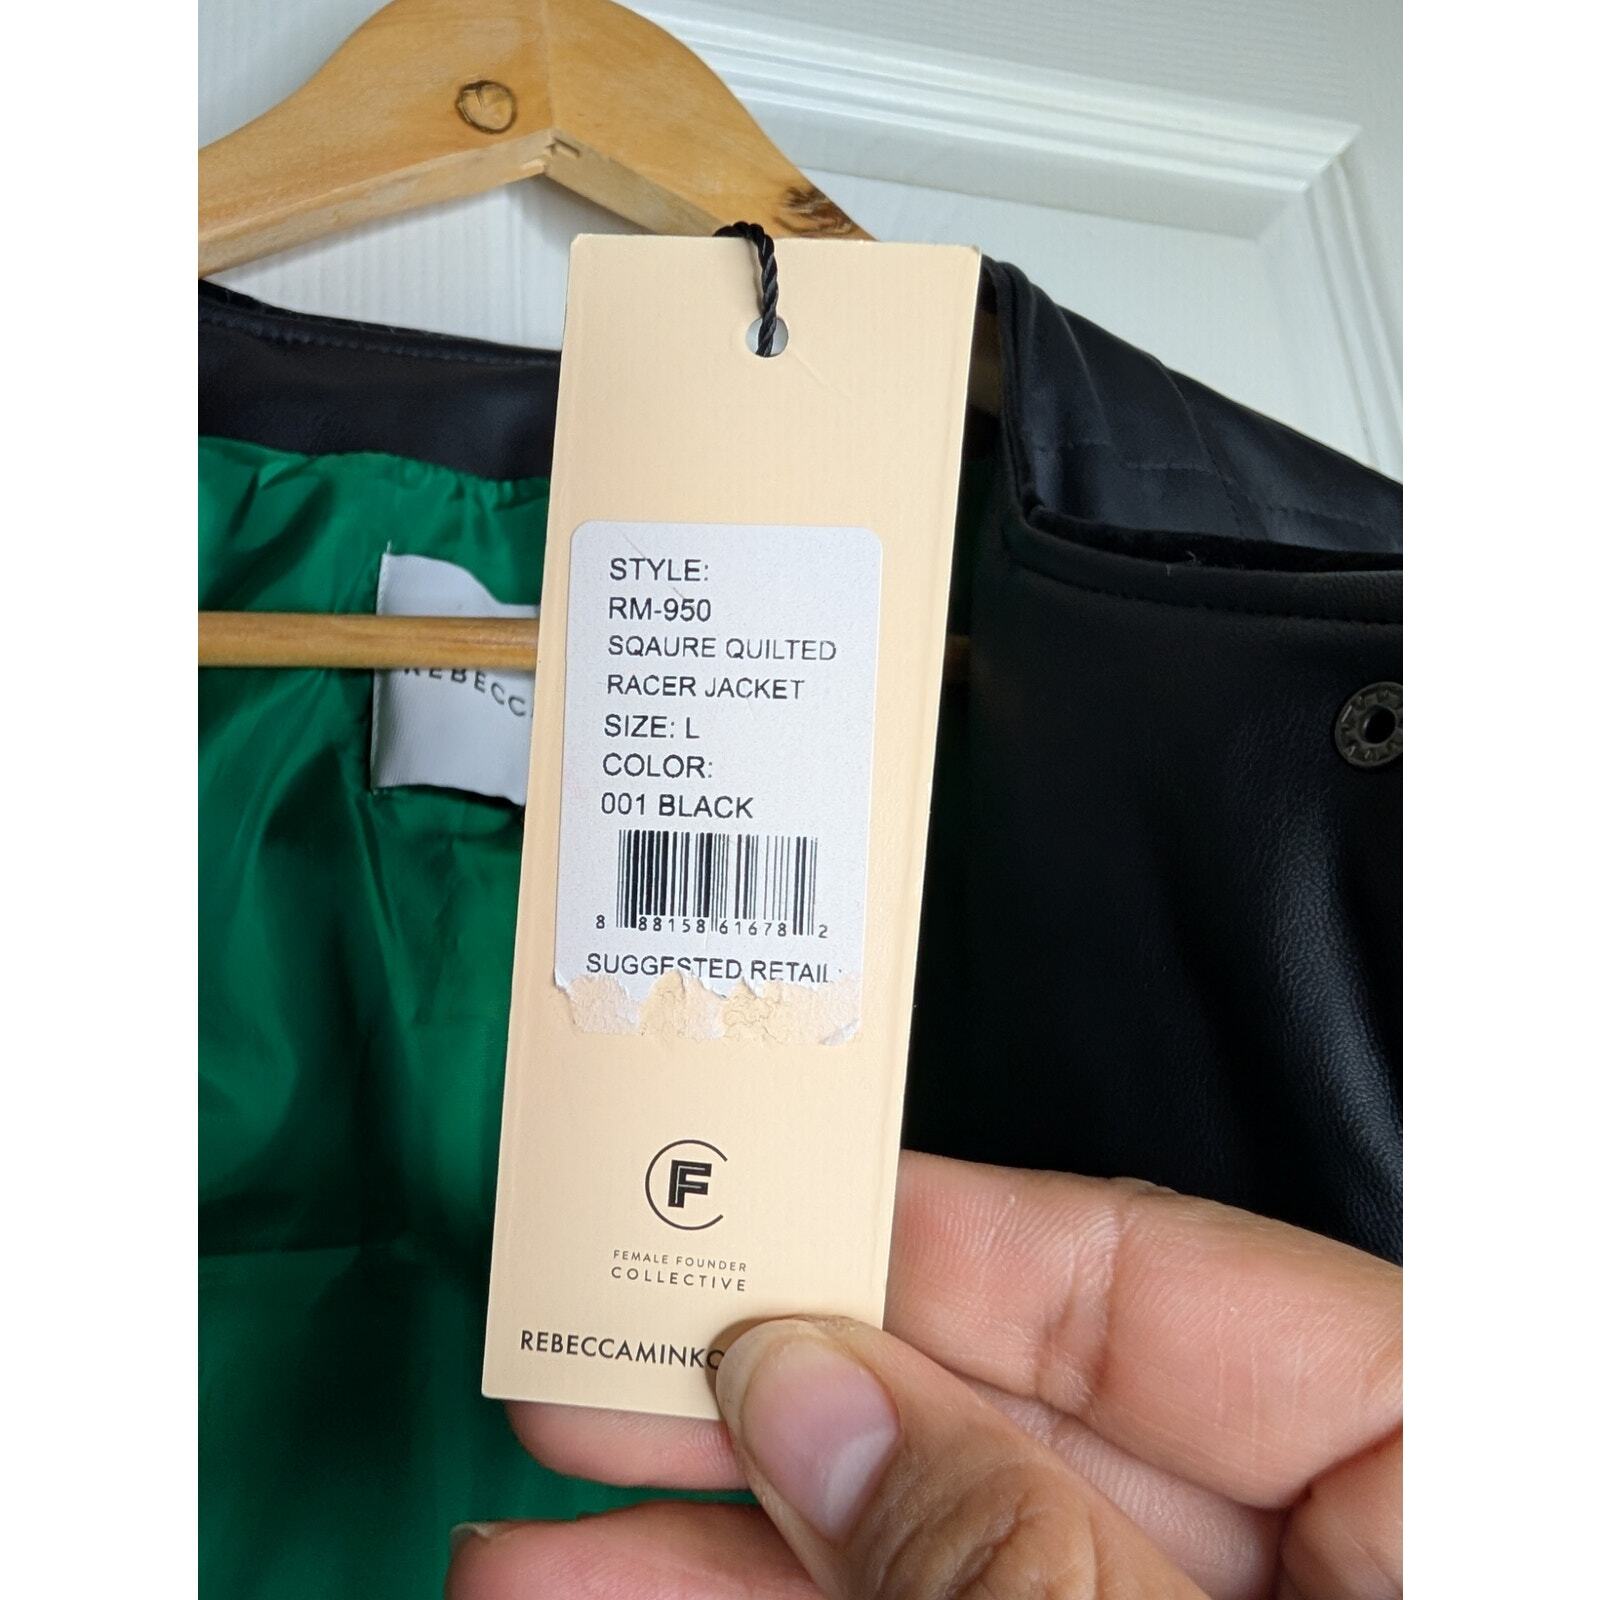 STYLE:
RM-950
SQAURE QUILTED
RACER JACKET
SIZE: L
COLOR:
001 BLACK
8 88158 61678 2
SUGGESTED RETAIL:
F
FEMALE FOUNDER
COLLECTIVE
REBECCAMINKO
REBECC